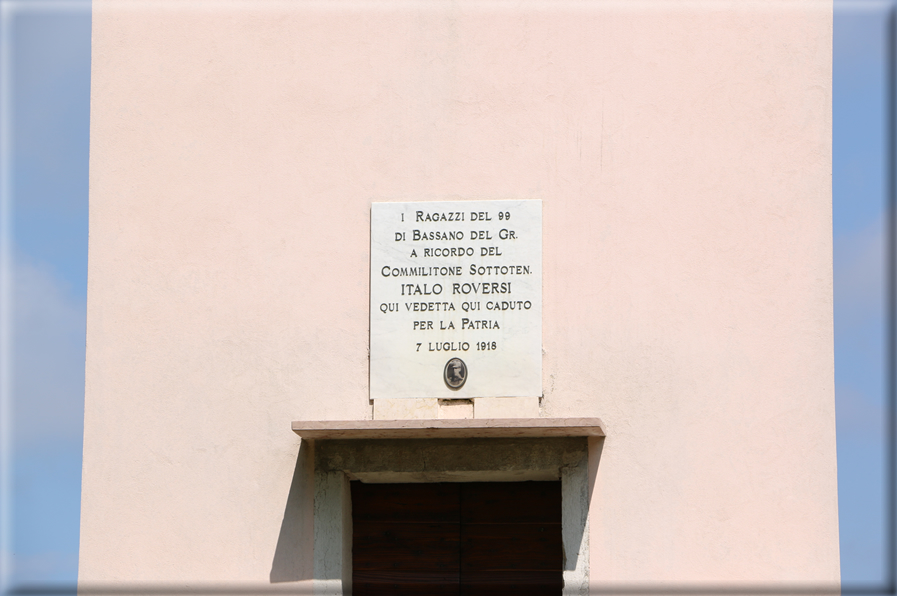 I RAGAZZI DEL 99
DI BASSANO DEL GR.
A RICORDO DEL
COMMILITONE SOTTOTEN.
ITALO ROVERSI
QUI VEDETTA QUI CADUTO
PER LA PATRIA
7 LUGLIO 1918